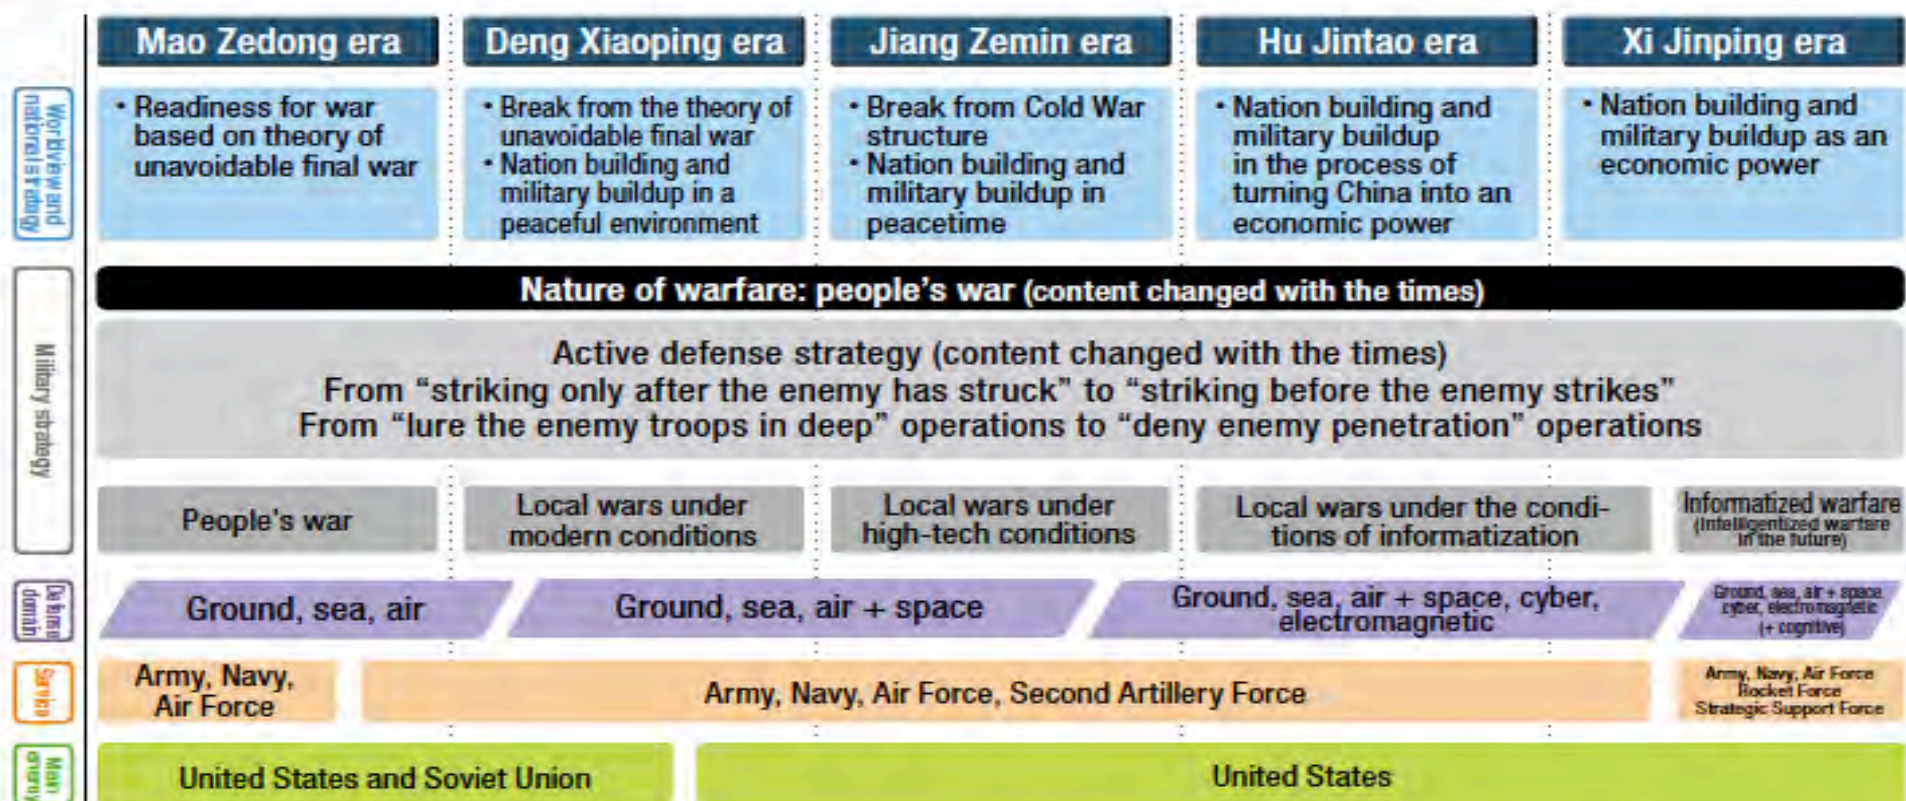 Mao Zedong era
Deng Xiaoping era
Jiang Zemin era
Hu Jintao era
Xi Jinping era
Worldview and
national strategy
• Readiness for war
based on theory of
unavoidable final war
• Break from the theory of
unavoidable final war
• Nation building and
military buildup in a
peaceful environment
• Break from Cold War
structure
• Nation building and
military buildup in
peacetime
• Nation building and
military buildup
in the process of
turning China into an
economic power
• Nation building and
military buildup as an
economic power
Military strategy
Nature of warfare: people's war (content changed with the times)
Active defense strategy (content changed with the times)
From “striking only after the enemy has struck” to “striking before the enemy strikes”
From “lure the enemy troops in deep” operations to “deny enemy penetration” operations
People's war
Local wars under
modern conditions
Local wars under
high-tech conditions
Local wars under the condi-
tions of informatization
Informatized warfare
(Intelligentized warfare
in the future)
Defense
domain
Ground, sea, air
Ground, sea, air + space
Ground, sea, air + space, cyber,
electromagnetic
Ground, sea, air + space,
cyber, electromagnetic
(+ cognitive)
Service
Army, Navy,
Air Force
Army, Navy, Air Force, Second Artillery Force
Army, Navy, Air Force
Rocket Force
Strategic Support Force
Main
enemy
United States and Soviet Union
United States